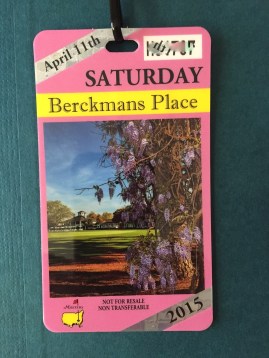 April 11th
SATURDAY
Berckmans Place
Masters
NOT FOR RESALE
NON TRANSFERABLE
2015